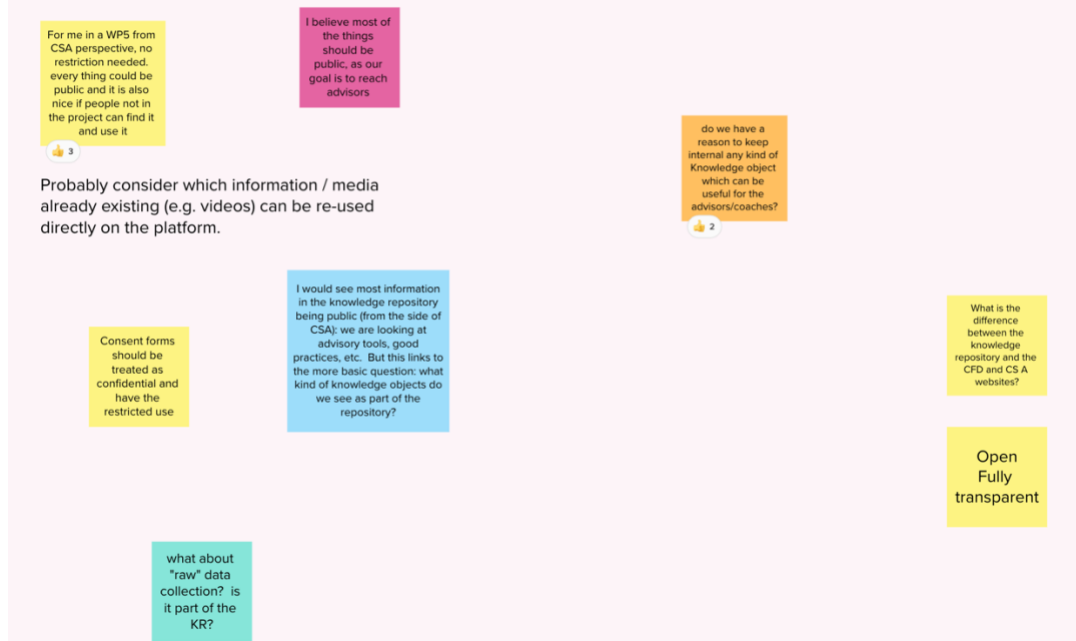 For me in a WP5 from
CSA perspective, no
restriction needed.
every thing could be
public and it is also
nice if people not in
the project can find it
and use it
3
I believe most of
the things
should be
public, as our
goal is to reach
advisors
do we have a
reason to keep
internal any kind of
Knowledge object
which can be
useful for the
advisors/coaches?
2
Probably consider which information / media
already existing (e.g. videos) can be re-used
directly on the platform.
I would see most information
in the knowledge repository
being public (from the side of
CSA): we are looking at
advisory tools, good
practices, etc. But this links to
the more basic question: what
kind of knowledge objects do
we see as part of the
repository?
What is the
difference
between the
knowledge
repository and the
CFD and CS A
websites?
Consent forms
should be
treated as
confidential and
have the
restricted use
Open
Fully
transparent
what about
"raw" data
collection? is
it part of the
KR?